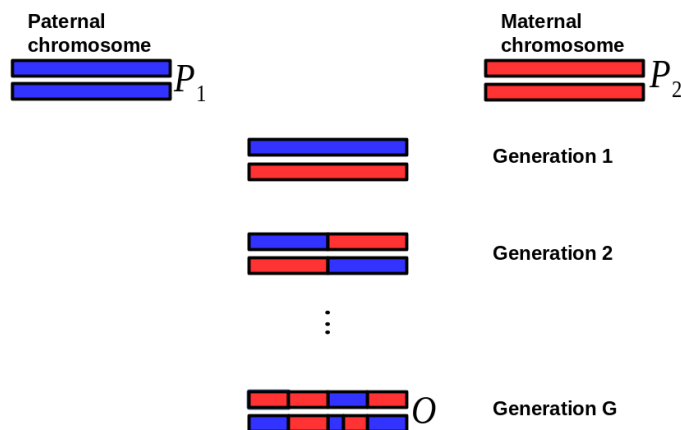 Paternal
chromosome
P1
Maternal
chromosome
P2
Generation 1
Generation 2
⋮
O
Generation G